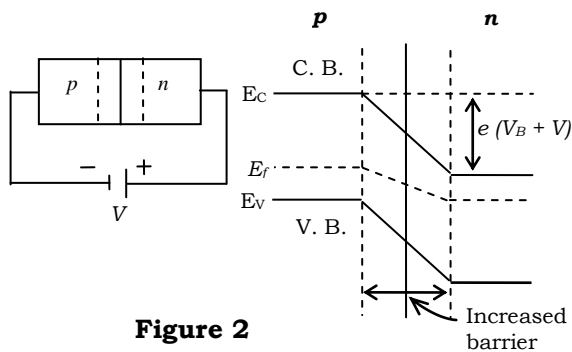 p n
C. B.
p n
E_C
e (V_B + V)
− +
E_f
V
E_V
V. B.
Figure 2
Increased
barrier